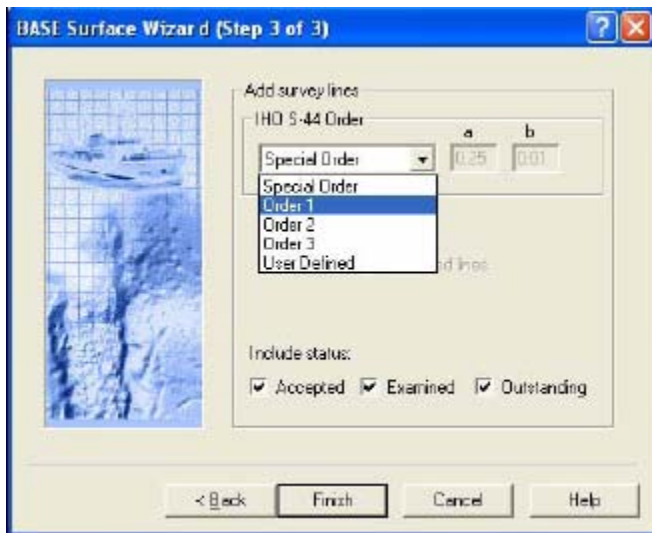 BASE Surface Wizard (Step 3 of 3)
Add survey lines
IHO S-44 Order
a b
Special Order 0.25 0.01
Special Order
Order 1
Order 2
Order 3
User Defined
lines
Include status:
Accepted Examined Outstanding
< Back Finish Cancel Help